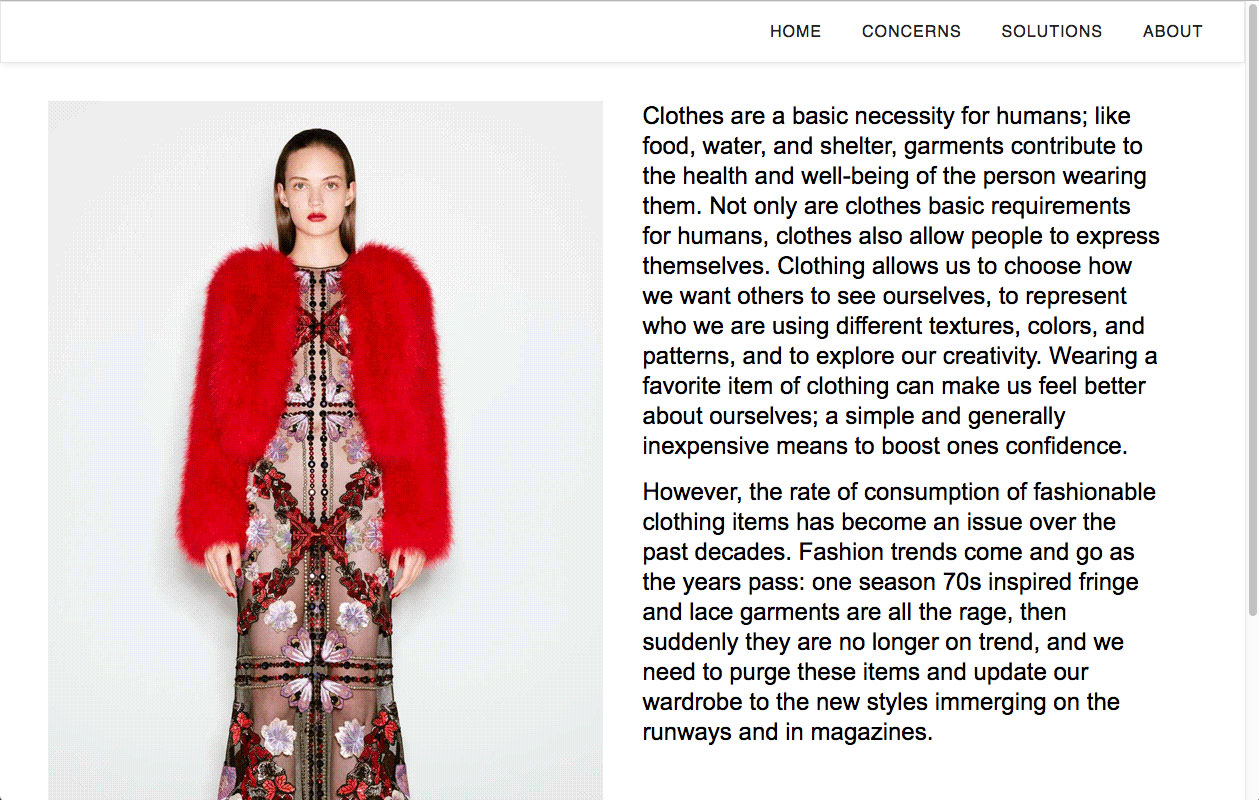 HOME CONCERNS SOLUTIONS ABOUT
Clothes are a basic necessity for humans; like
food, water, and shelter, garments contribute to
the health and well-being of the person wearing
them. Not only are clothes basic requirements
for humans, clothes also allow people to express
themselves. Clothing allows us to choose how
we want others to see ourselves, to represent
who we are using different textures, colors, and
patterns, and to explore our creativity. Wearing a
favorite item of clothing can make us feel better
about ourselves; a simple and generally
inexpensive means to boost ones confidence.
However, the rate of consumption of fashionable
clothing items has become an issue over the
past decades. Fashion trends come and go as
the years pass: one season 70s inspired fringe
and lace garments are all the rage, then
suddenly they are no longer on trend, and we
need to purge these items and update our
wardrobe to the new styles immerging on the
runways and in magazines.